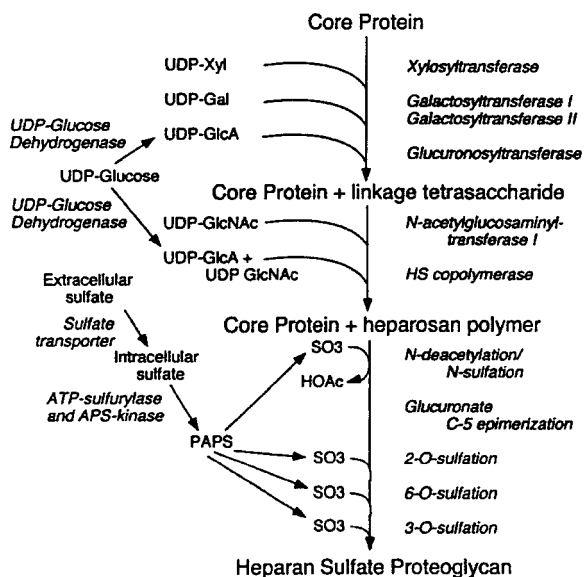 Core Protein
UDP-Xyl
Xylosyltransferase
UDP-Gal
Galactosyltransferase I
Galactosyltransferase II
UDP-Glucose
Dehydrogenase
UDP-GlcA
Glucuronosyltransferase
UDP-Glucose
Core Protein + linkage tetrasaccharide
UDP-Glucose
Dehydrogenase
UDP-GlcNAc
N-acetylglucosaminyl-
transferase I
UDP-GlcA +
UDP GlcNAc
HS copolymerase
Extracellular
sulfate
Core Protein + heparosan polymer
Sulfate
transporter
SO3
N-deacetylation/
N-sulfation
Intracellular
sulfate
HOAc
ATP-sulfurylase
and APS-kinase
Glucuronate
C-5 epimerization
PAPS
SO3
2-O-sulfation
SO3
6-O-sulfation
SO3
3-O-sulfation
Heparan Sulfate Proteoglycan